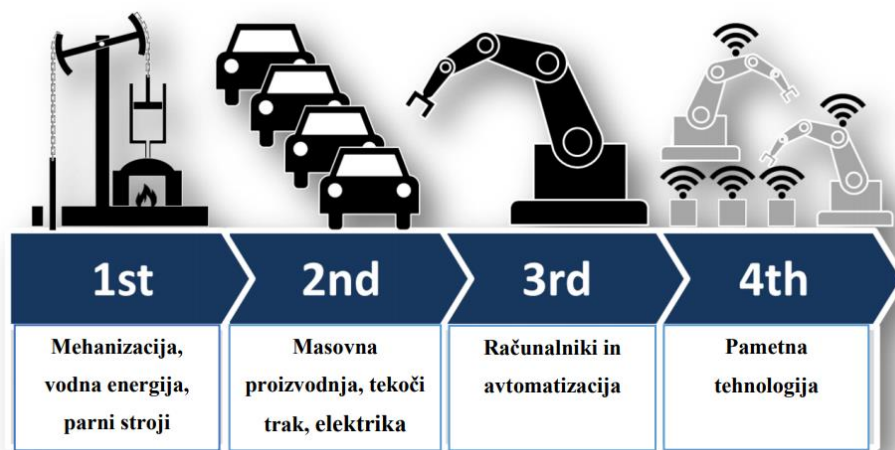 1st
2nd
3rd
4th
Mehanizacija,
vodna energija,
parni stroji
Masovna
proizvodnja, tekoči
trak, elektrika
Računalniki in
avtomatizacija
Pametna
tehnologija